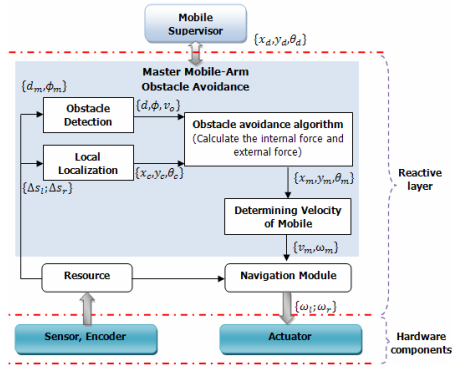 Mobile
Supervisor
{x_d, y_d, θ_d}
Master Mobile-Arm
Obstacle Avoidance
{d_m, ϕ_m}
Obstacle
Detection
{d, ϕ, v_o}
Obstacle avoidance algorithm
(Calculate the internal force and
external force)
Local
Localization
{Δs_l; Δs_r}
{x_c, y_c, θ_c}
{x_m, y_m, θ_m}
Reactive
layer
Determining Velocity
of Mobile
{v_m, ω_m}
Resource
Navigation Module
{ω_l; ω_r}
Sensor, Encoder
Actuator
Hardware
components